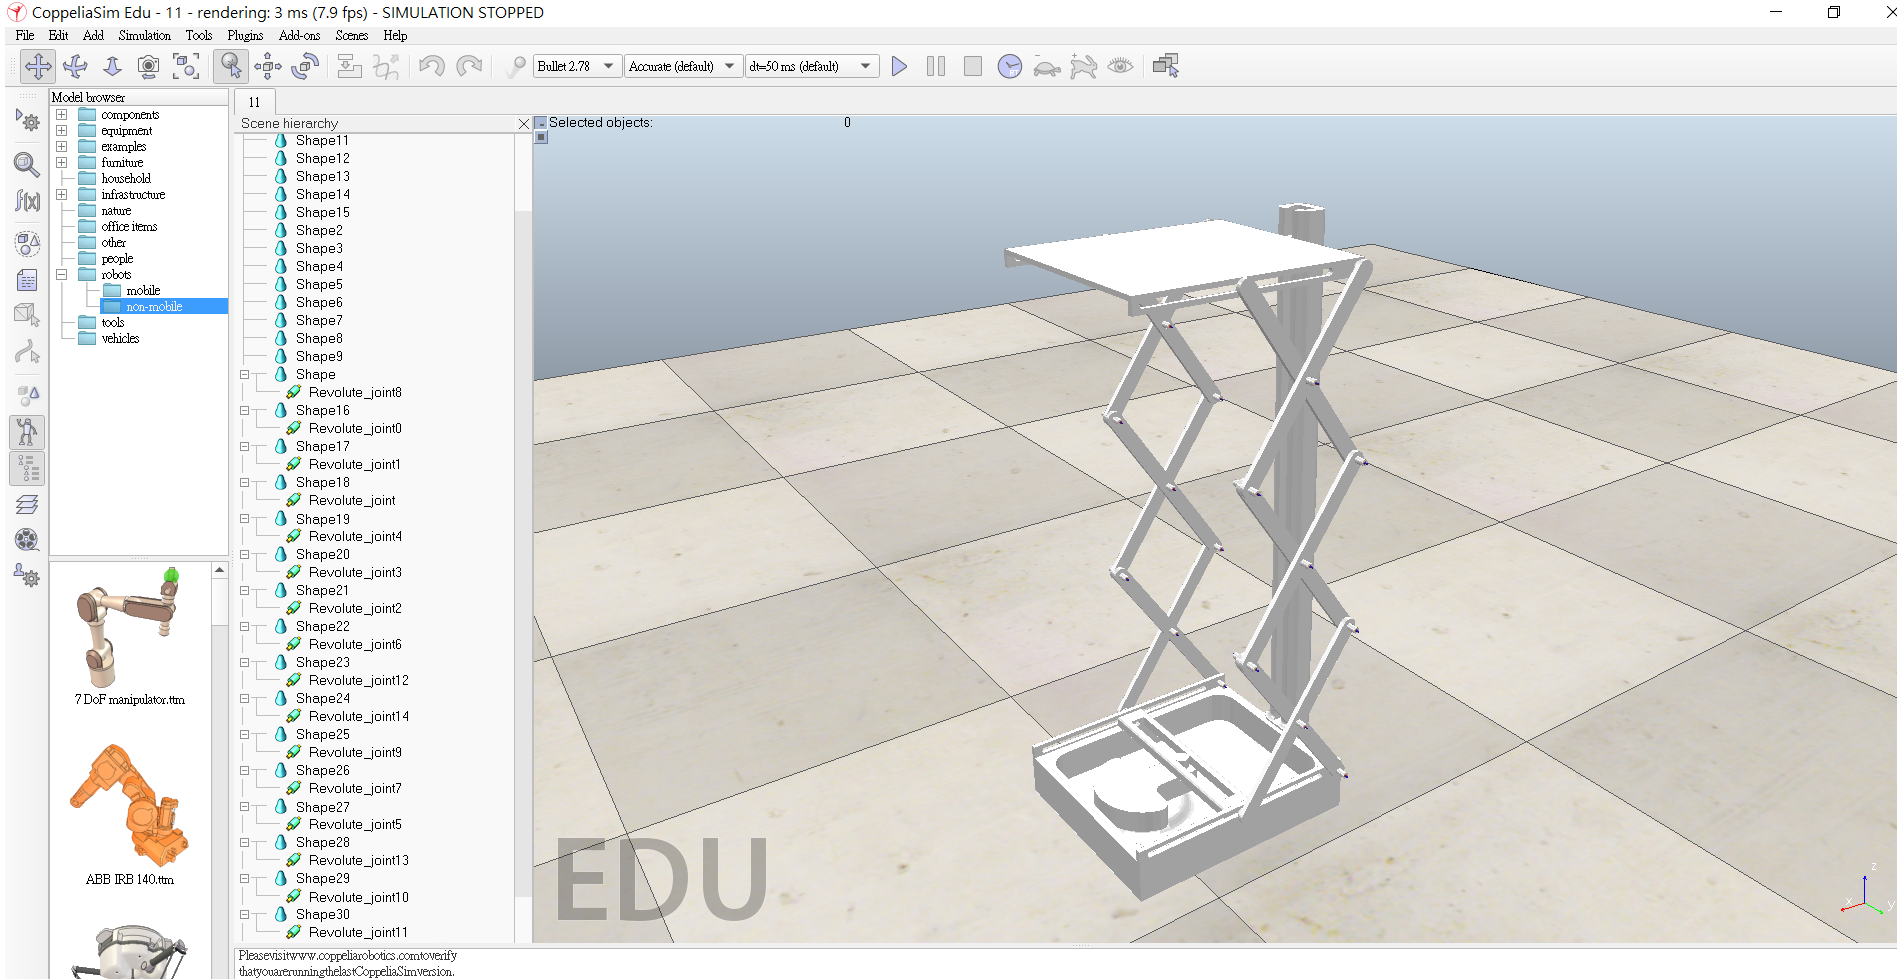 CoppeliaSim Edu - 11 - rendering: 3 ms (7.9 fps) - SIMULATION STOPPED
File Edit Add Simulation Tools Plugins Add-ons Scenes Help
Bullet 2.78 Accurate (default) dt=50 ms (default)
Model browser
components
equipment
examples
furniture
household
infrastructure
nature
office items
other
people
robots
mobile
non-mobile
tools
vehicles
7 DoF manipulator.ttm
ABB IRB 140.ttm
11
Scene hierarchy
Shape11
Shape12
Shape13
Shape14
Shape15
Shape2
Shape3
Shape4
Shape5
Shape6
Shape7
Shape8
Shape9
Shape
Revolute_joint8
Shape16
Revolute_joint0
Shape17
Revolute_joint1
Shape18
Revolute_joint
Shape19
Revolute_joint4
Shape20
Revolute_joint3
Shape21
Revolute_joint2
Shape22
Revolute_joint6
Shape23
Revolute_joint12
Shape24
Revolute_joint14
Shape25
Revolute_joint9
Shape26
Revolute_joint7
Shape27
Revolute_joint5
Shape28
Revolute_joint13
Shape29
Revolute_joint10
Shape30
Revolute_joint11
Selected objects: 0
EDU
z
x
y
Pleasevisitwww.coppeliarobotics.comtoverify
thatyouarerunningthelastCoppeliaSimversion.